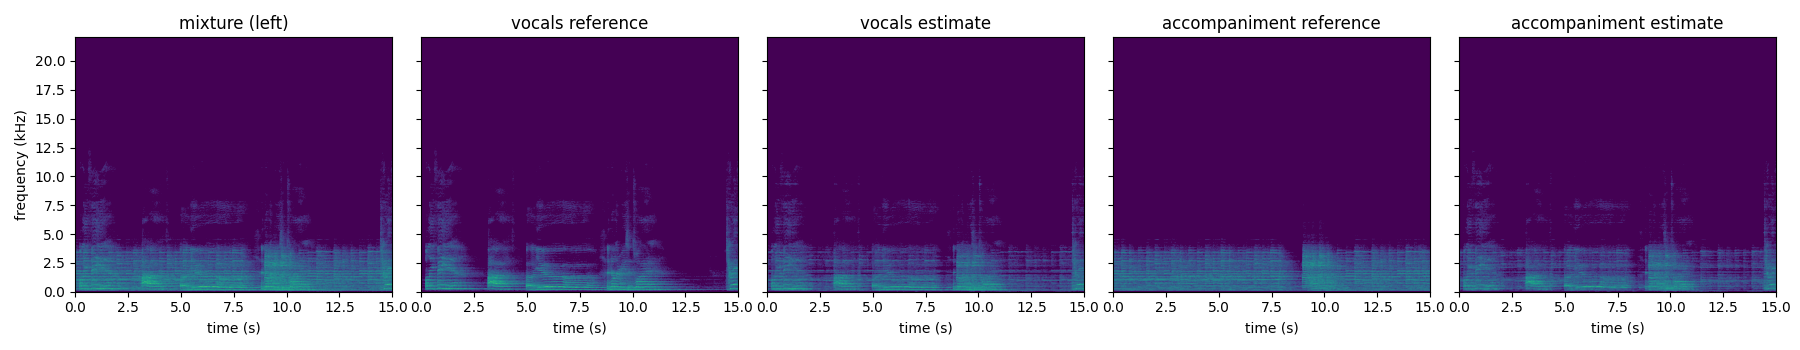 mixture (left)
vocals reference
vocals estimate
accompaniment reference
accompaniment estimate
20.0
17.5
15.0
12.5
10.0
7.5
5.0
2.5
0.0
frequency (kHz)
0.0 2.5 5.0 7.5 10.0 12.5 15.0
0.0 2.5 5.0 7.5 10.0 12.5 15.0
0.0 2.5 5.0 7.5 10.0 12.5 15.0
0.0 2.5 5.0 7.5 10.0 12.5 15.0
0.0 2.5 5.0 7.5 10.0 12.5 15.0
time (s)
time (s)
time (s)
time (s)
time (s)